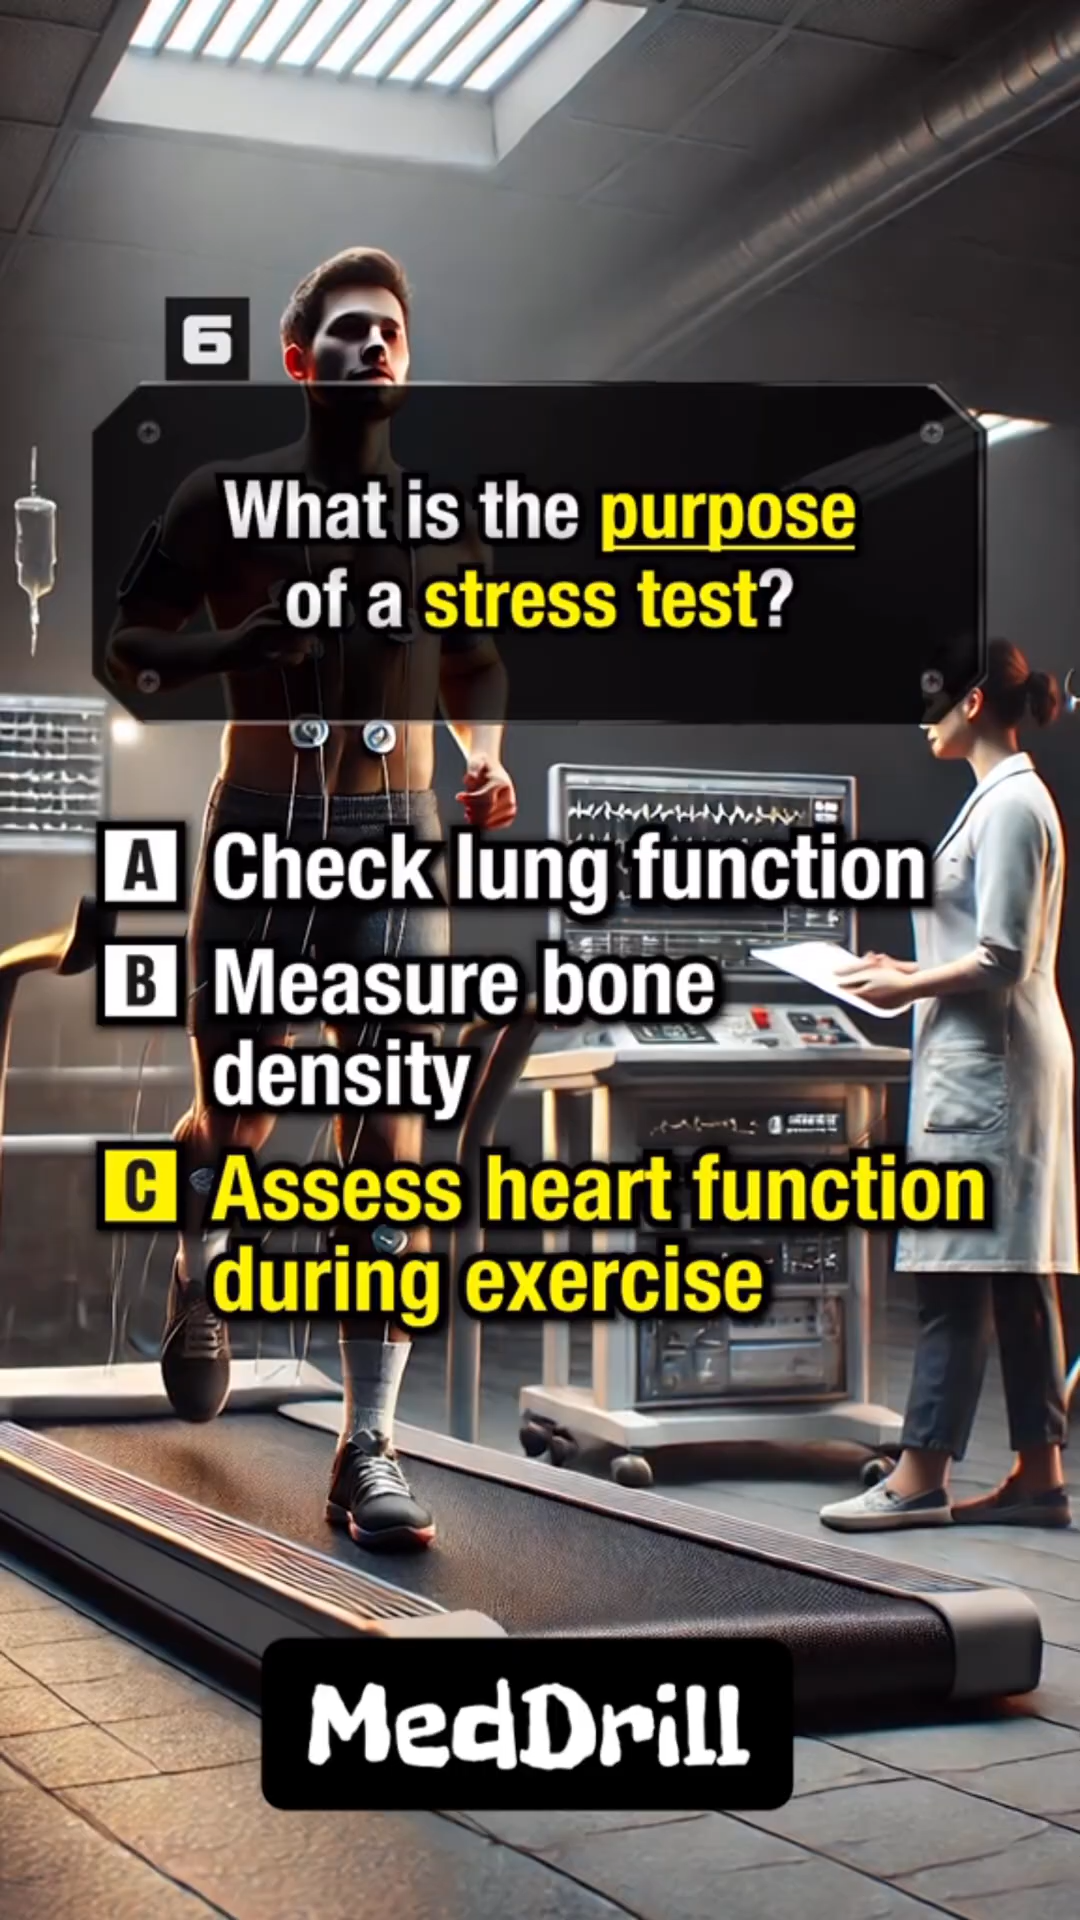 6
What is the purpose
of a stress test?
A Check lung function
B Measure bone
density
C Assess heart function
during exercise
MedDrill